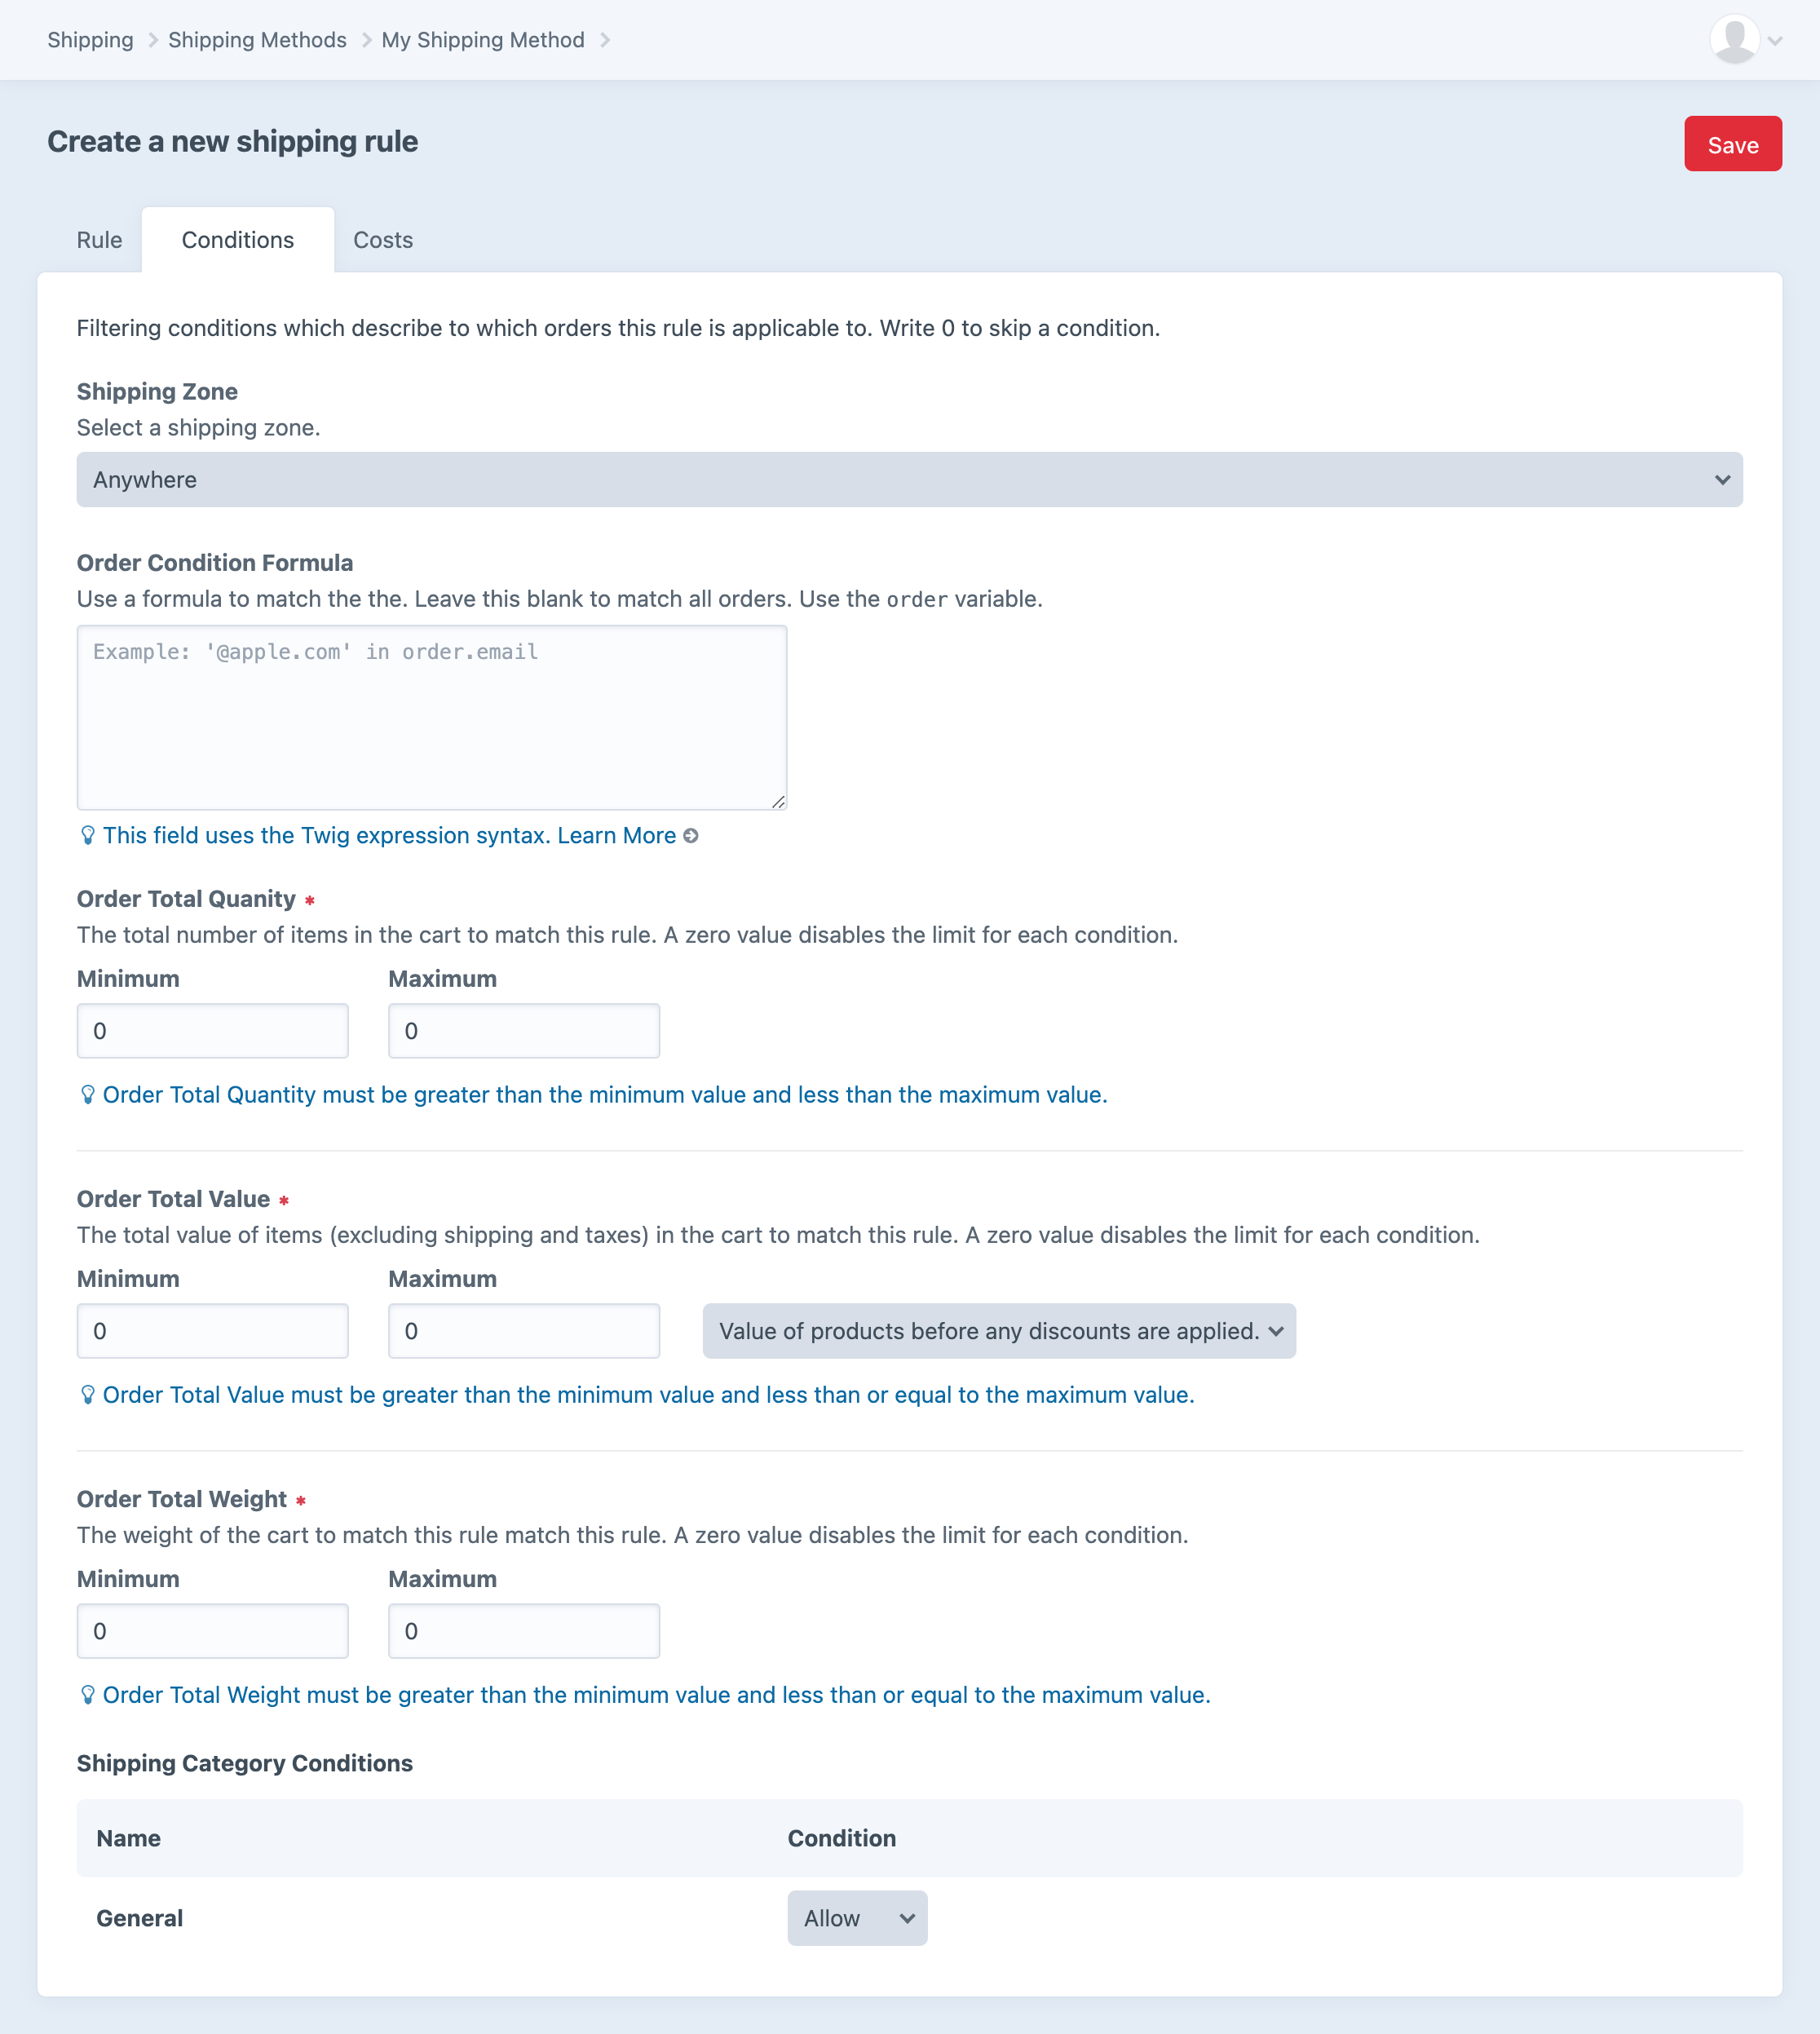 Shipping Shipping Methods My Shipping Method
Create a new shipping rule
Save
Rule Conditions Costs
Filtering conditions which describe to which orders this rule is applicable to. Write 0 to skip a condition.
Shipping Zone
Select a shipping zone.
Anywhere
Order Condition Formula
Use a formula to match the the. Leave this blank to match all orders. Use the order variable.
Example: '@apple.com' in order.email
This field uses the Twig expression syntax. Learn More
Order Total Quanity *
The total number of items in the cart to match this rule. A zero value disables the limit for each condition.
Minimum Maximum
0 0
Order Total Quantity must be greater than the minimum value and less than the maximum value.
Order Total Value *
The total value of items (excluding shipping and taxes) in the cart to match this rule. A zero value disables the limit for each condition.
Minimum Maximum
0 0 Value of products before any discounts are applied.
Order Total Value must be greater than the minimum value and less than or equal to the maximum value.
Order Total Weight *
The weight of the cart to match this rule match this rule. A zero value disables the limit for each condition.
Minimum Maximum
0 0
Order Total Weight must be greater than the minimum value and less than or equal to the maximum value.
Shipping Category Conditions
Name Condition
General Allow